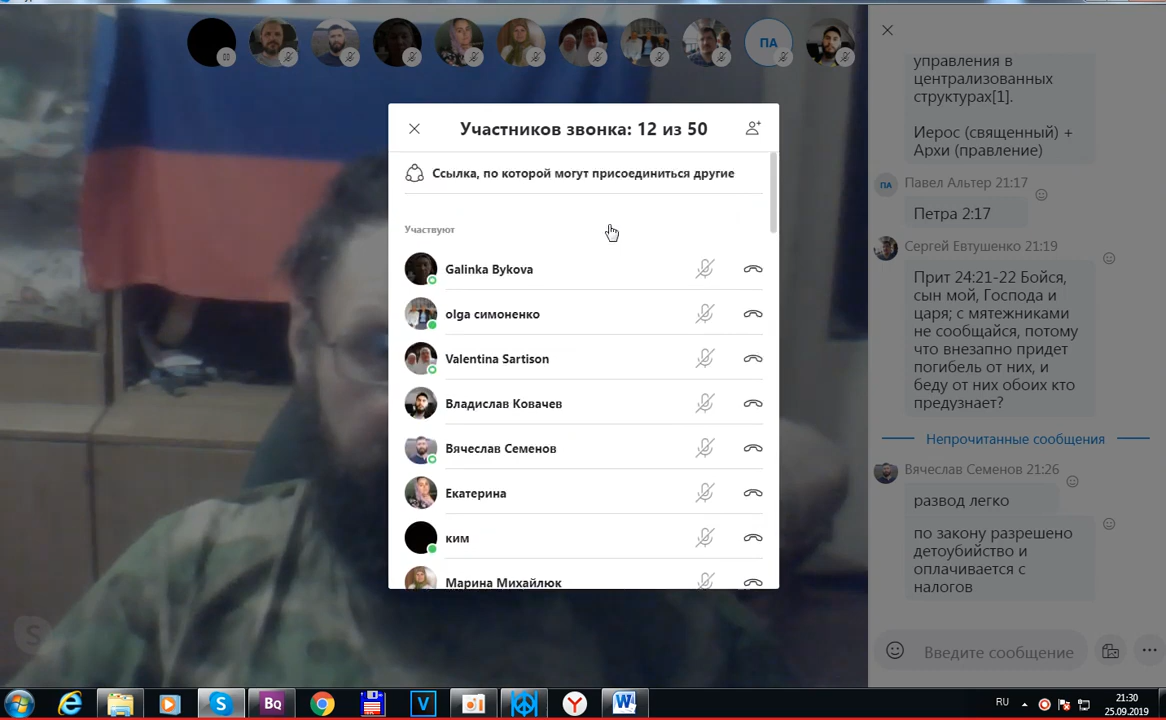 Участников звонка: 12 из 50
Ссылка, по которой могут присоединиться другие
Участвуют
Galinka Bykova
olga симоненко
Valentina Sartison
Владислав Ковачев
Вячеслав Семенов
Екатерина
ким
Марина Михайлюк
ПА
управления в
централизованных
структурах[1].
Иерос (священный) +
Архи (правление)
ПА
Павел Альтер 21:17
Петра 2:17
Сергей Евтушенко 21:19
Прит 24:21-22 Бойся,
сын мой, Господа и
царя; с мятежниками
не сообщайся, потому
что внезапно придет
погибель от них, и
беду от них обоих кто
предузнает?
Непрочитанные сообщения
Вячеслав Семенов 21:26
развод легко
по закону разрешено
детоубийство и
оплачивается с
налогов
Введите сообщение
S
Bq
V
Y
W
RU
21:30
25.09.2019